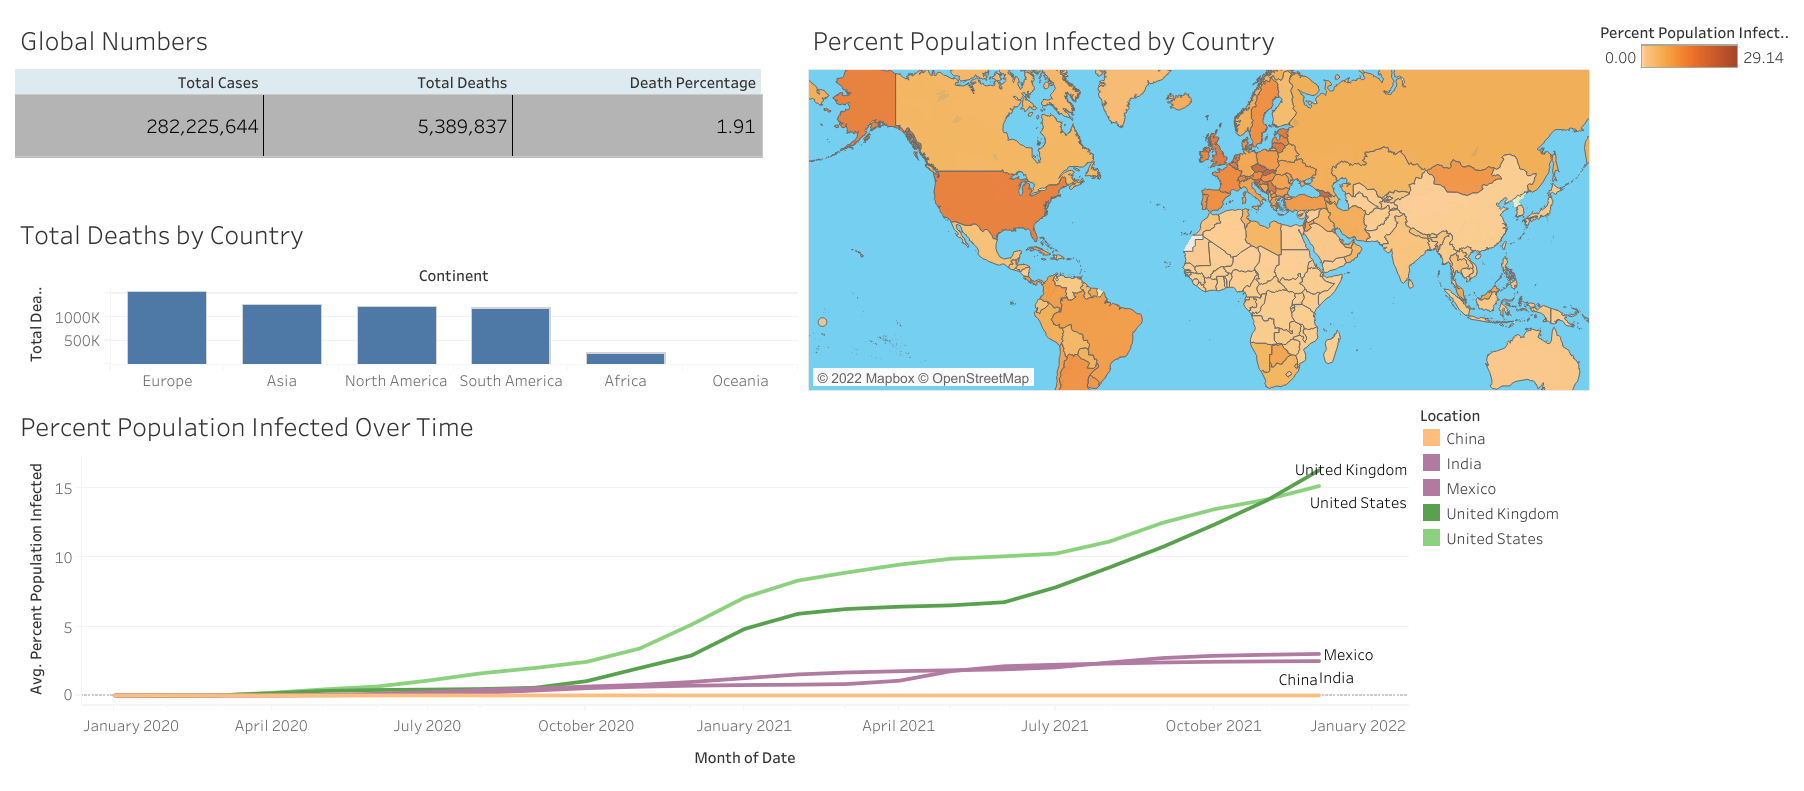 Global Numbers
Total Cases Total Deaths Death Percentage
282,225,644 5,389,837 1.91
Percent Population Infected by Country
Percent Population Infect..
0.00 29.14
© 2022 Mapbox © OpenStreetMap
Total Deaths by Country
Continent
Total Dea..
1000K
500K
Europe Asia North America South America Africa Oceania
Percent Population Infected Over Time
Avg. Percent Population Infected
15
10
5
0
United Kingdom
United States
Mexico
China India
January 2020 April 2020 July 2020 October 2020 January 2021 April 2021 July 2021 October 2021 January 2022
Month of Date
Location
China
India
Mexico
United Kingdom
United States